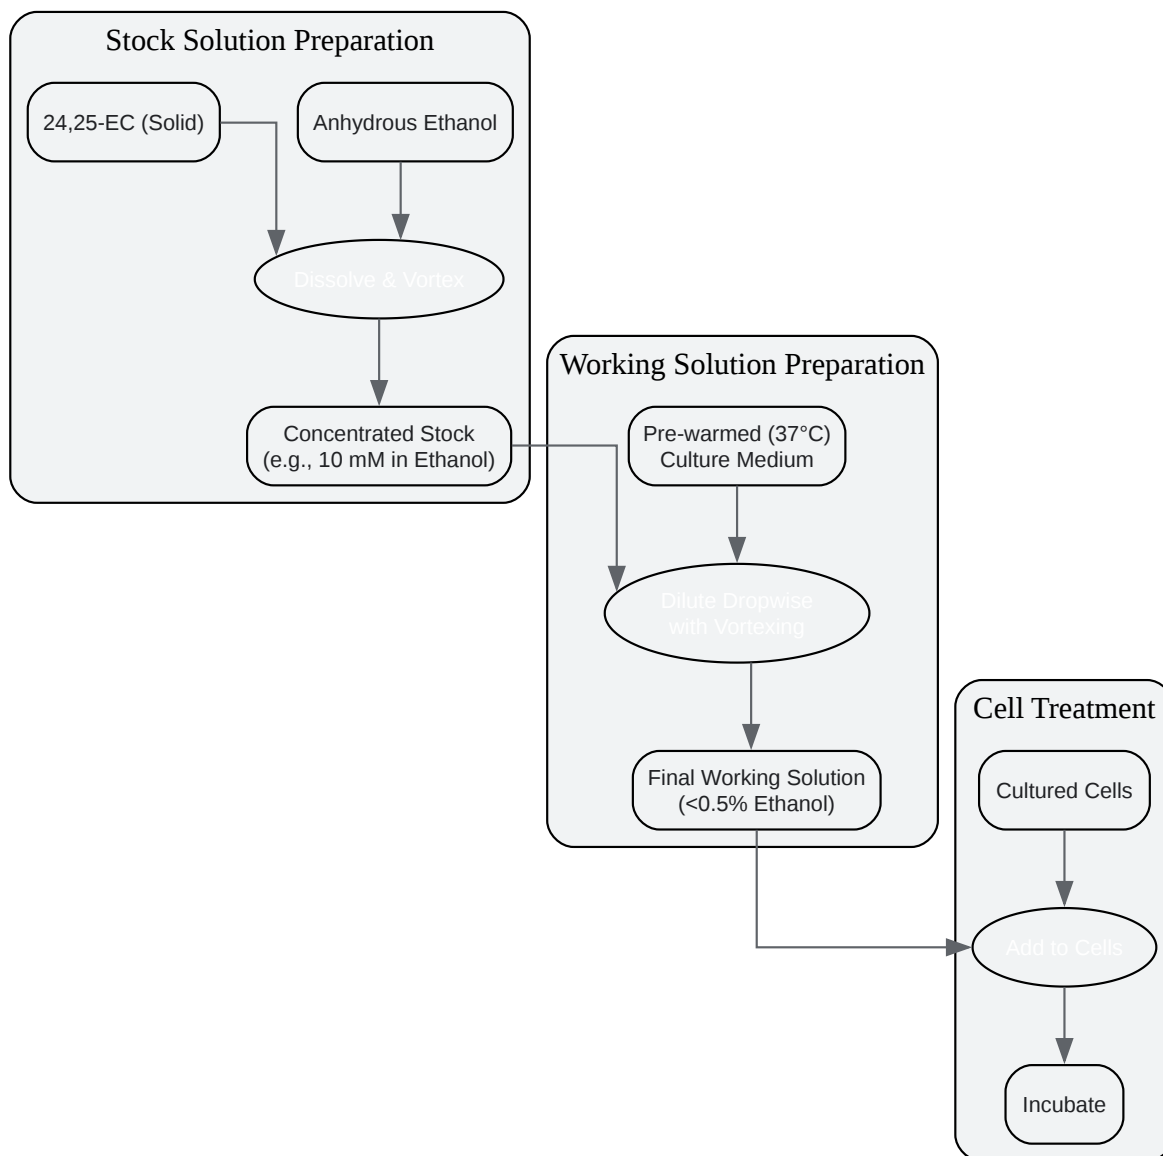 Stock Solution Preparation
24,25-EC (Solid)
Anhydrous Ethanol
Dissolve & Vortex
Concentrated Stock
(e.g., 10 mM in Ethanol)
Working Solution Preparation
Pre-warmed (37°C)
Culture Medium
Dilute Dropwise
with Vortexing
Final Working Solution
(<0.5% Ethanol)
Cell Treatment
Cultured Cells
Add to Cells
Incubate